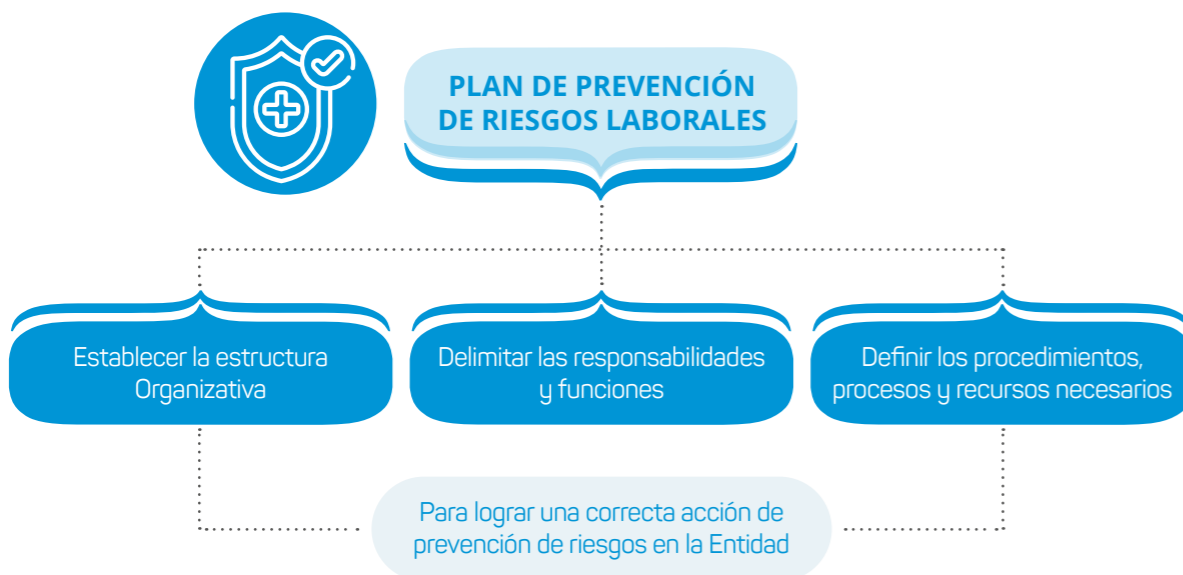 PLAN DE PREVENCIÓN
DE RIESGOS LABORALES
Establecer la estructura
Organizativa
Delimitar las responsabilidades
y funciones
Definir los procedimientos,
procesos y recursos necesarios
Para lograr una correcta acción de
prevención de riesgos en la Entidad